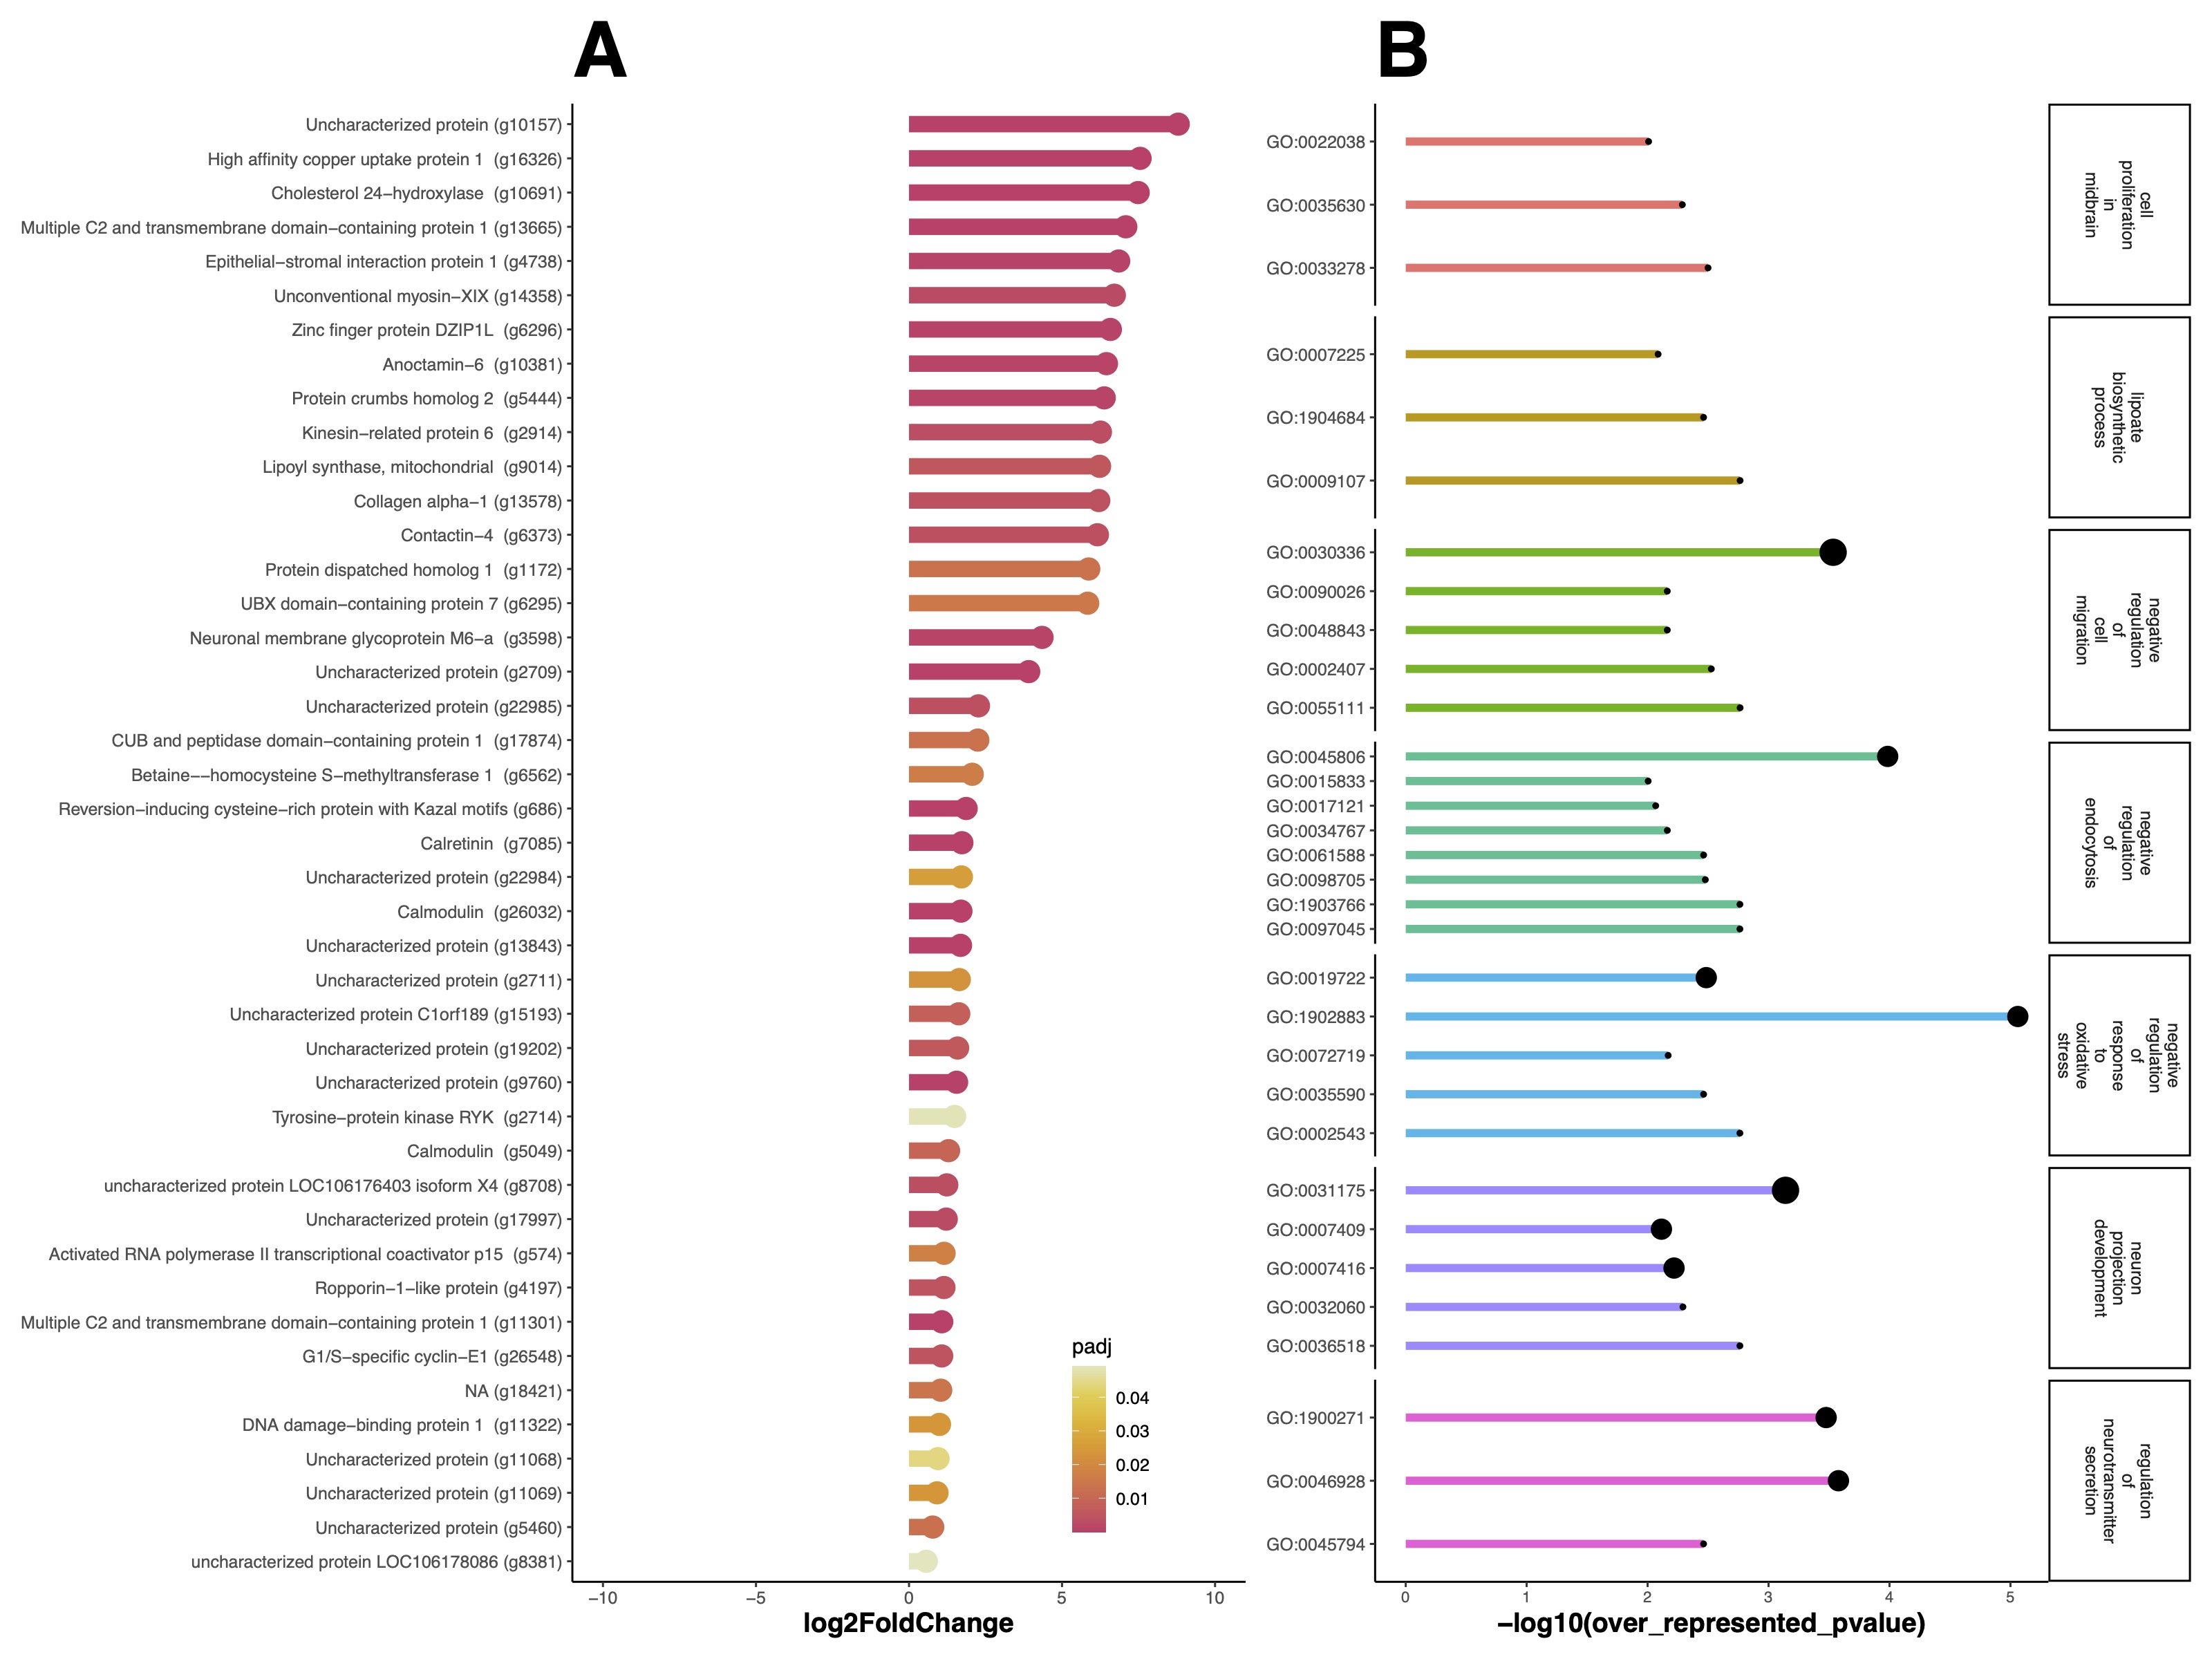 A
Uncharacterized protein (g10157)
High affinity copper uptake protein 1 (g16326)
Cholesterol 24−hydroxylase (g10691)
Multiple C2 and transmembrane domain−containing protein 1 (g13665)
Epithelial−stromal interaction protein 1 (g4738)
Unconventional myosin−XIX (g14358)
Zinc finger protein DZIP1L (g6296)
Anoctamin−6 (g10381)
Protein crumbs homolog 2 (g5444)
Kinesin−related protein 6 (g2914)
Lipoyl synthase, mitochondrial (g9014)
Collagen alpha−1 (g13578)
Contactin−4 (g6373)
Protein dispatched homolog 1 (g1172)
UBX domain−containing protein 7 (g6295)
Neuronal membrane glycoprotein M6−a (g3598)
Uncharacterized protein (g2709)
Uncharacterized protein (g22985)
CUB and peptidase domain−containing protein 1 (g17874)
Betaine−−homocysteine S−methyltransferase 1 (g6562)
Reversion−inducing cysteine−rich protein with Kazal motifs (g686)
Calretinin (g7085)
Uncharacterized protein (g22984)
Calmodulin (g26032)
Uncharacterized protein (g13843)
Uncharacterized protein (g2711)
Uncharacterized protein C1orf189 (g15193)
Uncharacterized protein (g19202)
Uncharacterized protein (g9760)
Tyrosine−protein kinase RYK (g2714)
Calmodulin (g5049)
uncharacterized protein LOC106176403 isoform X4 (g8708)
Uncharacterized protein (g17997)
Activated RNA polymerase II transcriptional coactivator p15 (g574)
Ropporin−1−like protein (g4197)
Multiple C2 and transmembrane domain−containing protein 1 (g11301)
G1/S−specific cyclin−E1 (g26548)
NA (g18421)
DNA damage−binding protein 1 (g11322)
Uncharacterized protein (g11068)
Uncharacterized protein (g11069)
Uncharacterized protein (g5460)
uncharacterized protein LOC106178086 (g8381)
−10 −5 0 5 10
log2FoldChange
padj
0.04
0.03
0.02
0.01
B
GO:0022038
GO:0035630
GO:0033278
cell
proliferation
in
midbrain
GO:0007225
GO:1904684
GO:0009107
lipoate
biosynthetic
process
GO:0030336
GO:0090026
GO:0048843
GO:0002407
GO:0055111
negative
regulation
of
cell
migration
GO:0045806
GO:0015833
GO:0017121
GO:0034767
GO:0061588
GO:0098705
GO:1903766
GO:0097045
negative
regulation
of
endocytosis
GO:0019722
GO:1902883
GO:0072719
GO:0035590
GO:0002543
negative
regulation
of
response
to
oxidative
stress
GO:0031175
GO:0007409
GO:0007416
GO:0032060
GO:0036518
neuron
projection
development
GO:1900271
GO:0046928
GO:0045794
regulation
of
neurotransmitter
secretion
0 1 2 3 4 5
−log10(over_represented_pvalue)